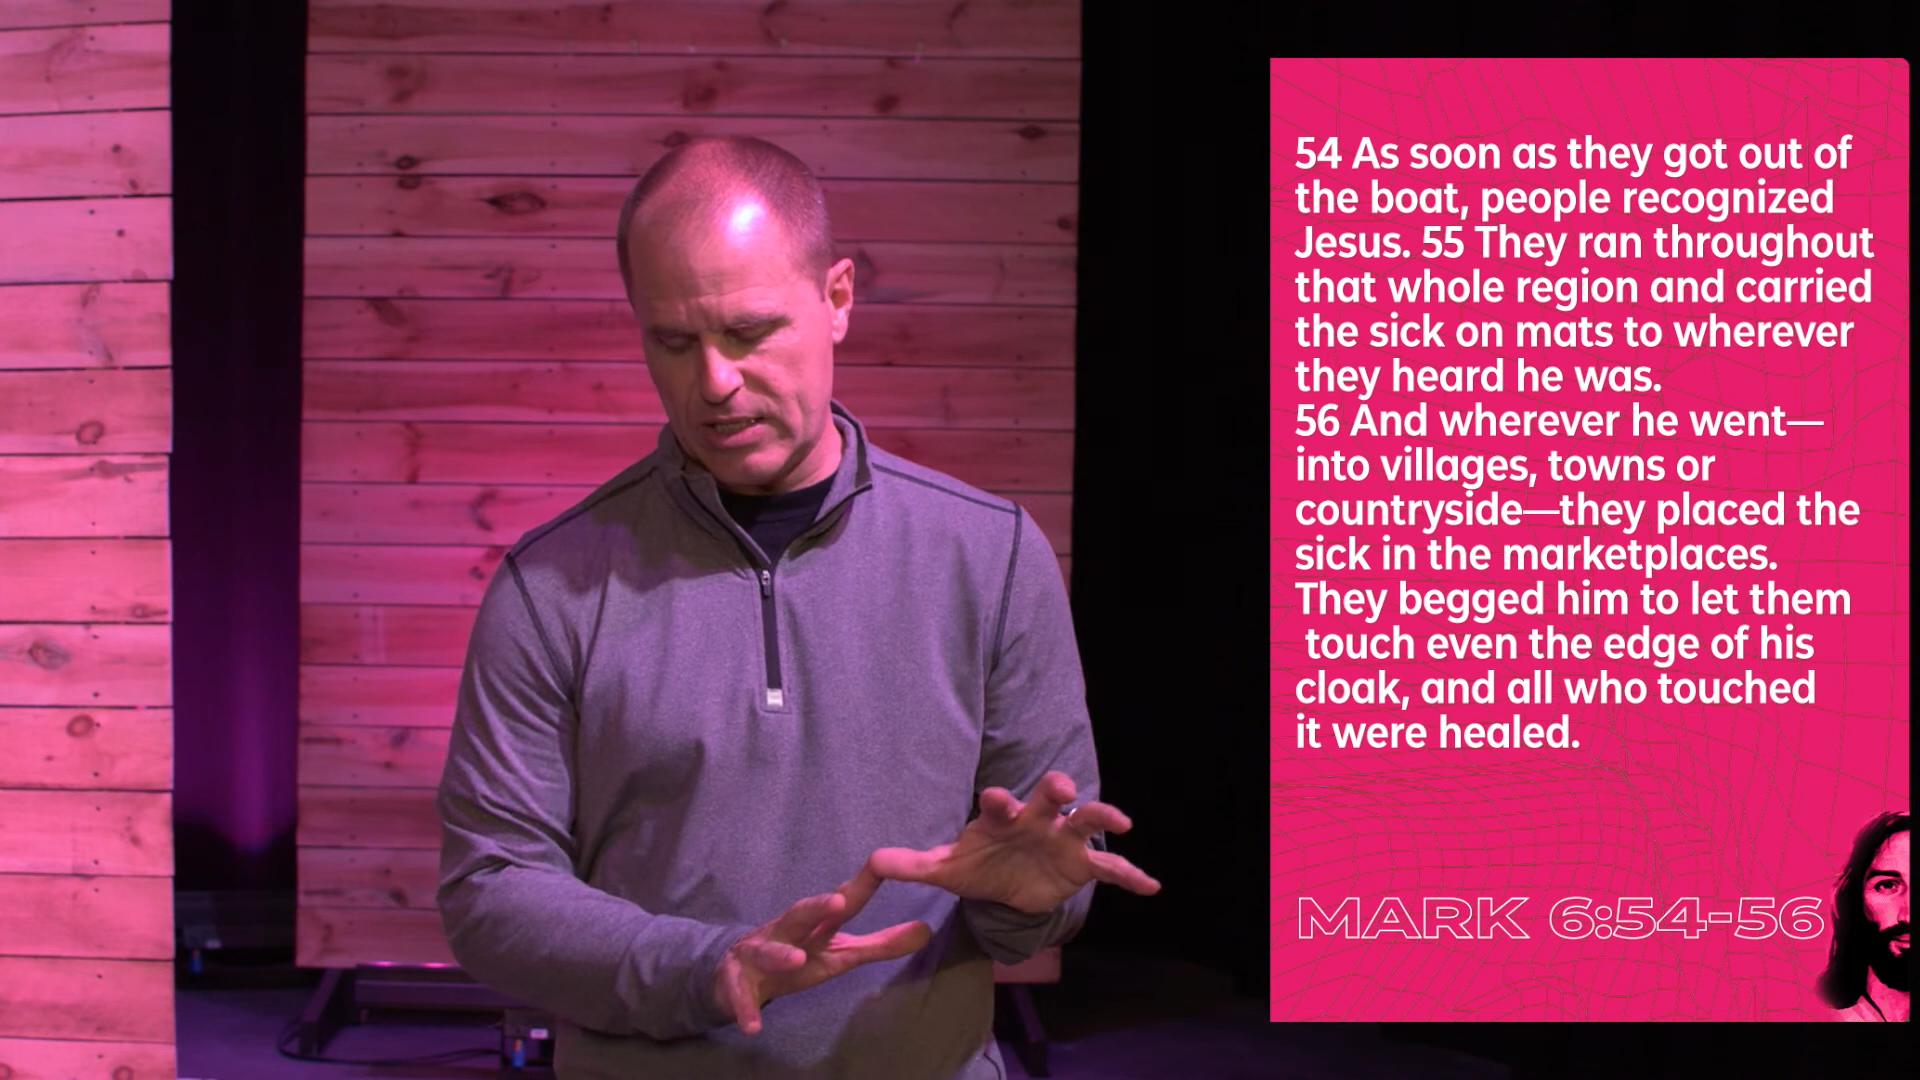 54 As soon as they got out of
the boat, people recognized
Jesus. 55 They ran throughout
that whole region and carried
the sick on mats to wherever
they heard he was.
56 And wherever he went—
into villages, towns or
countryside—they placed the
sick in the marketplaces.
They begged him to let them
touch even the edge of his
cloak, and all who touched
it were healed.
MARK 6:54-56